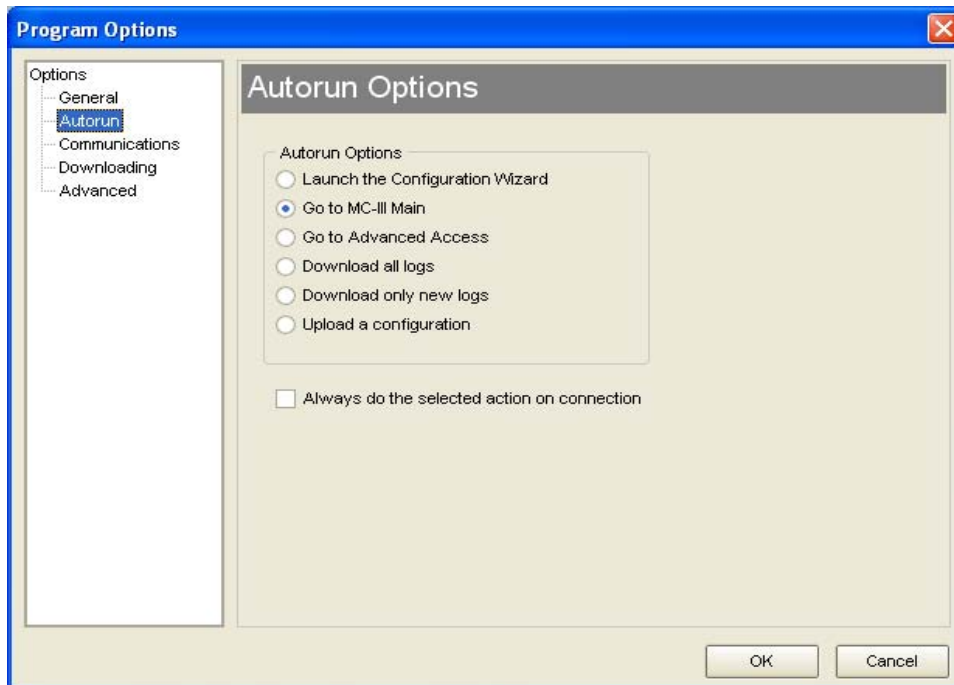 Program Options
Options
General
Autorun
Communications
Downloading
Advanced
Autorun Options
Autorun Options
Launch the Configuration Wizard
Go to MC-III Main
Go to Advanced Access
Download all logs
Download only new logs
Upload a configuration
Always do the selected action on connection
OK
Cancel